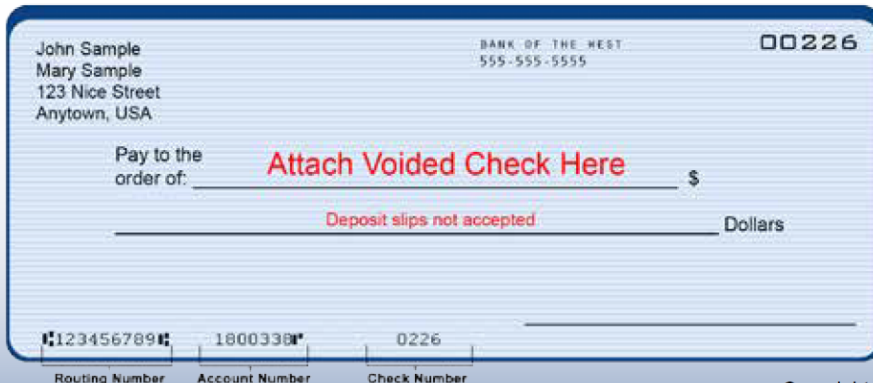 John Sample
Mary Sample
123 Nice Street
Anytown, USA
BANK OF THE WEST
555-555-5555
00226
Pay to the
order of:
Attach Voided Check Here
$
Deposit slips not accepted
Dollars
⑆123456789⑆ 1800338⑈ 0226
Routing Number Account Number Check Number